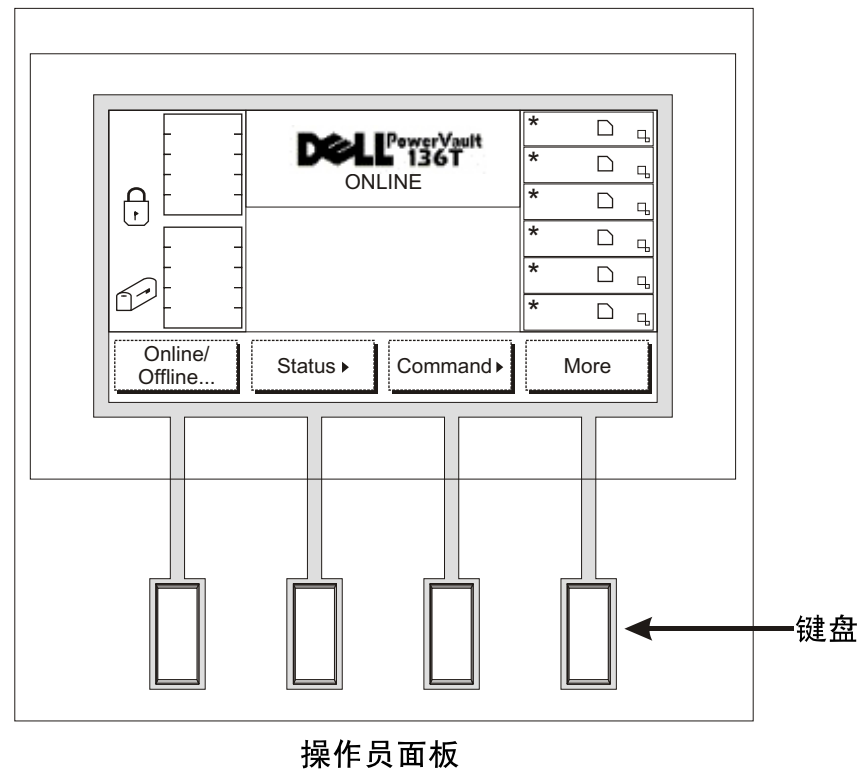 DELL PowerVault
136T
ONLINE
*
*
*
*
*
*
Online/
Offline...
Status
Command
More
键盘
操作员面板